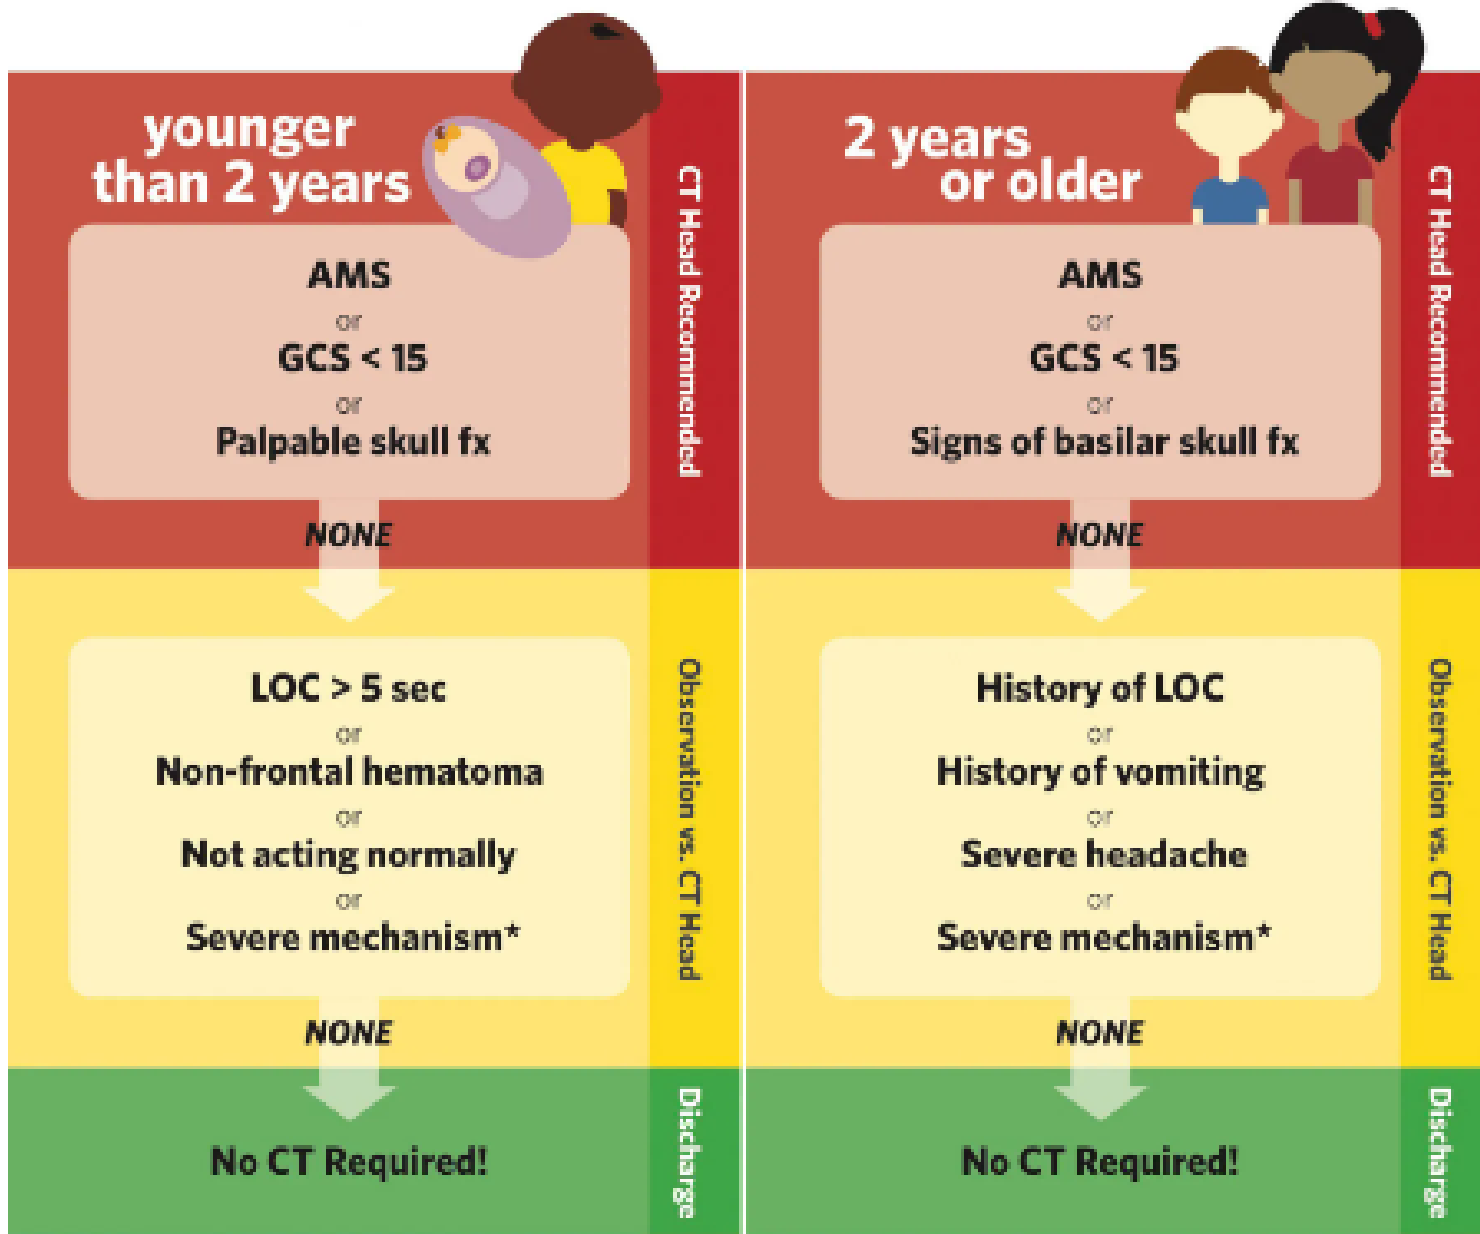 younger
than 2 years
AMS
or
GCS < 15
or
Palpable skull fx
NONE
CT Head Recommended
LOC > 5 sec
or
Non-frontal hematoma
or
Not acting normally
or
Severe mechanism*
NONE
Observation vs. CT Head
No CT Required!
Discharge
2 years
or older
AMS
or
GCS < 15
or
Signs of basilar skull fx
NONE
CT Head Recommended
History of LOC
or
History of vomiting
or
Severe headache
or
Severe mechanism*
NONE
Observation vs. CT Head
No CT Required!
Discharge